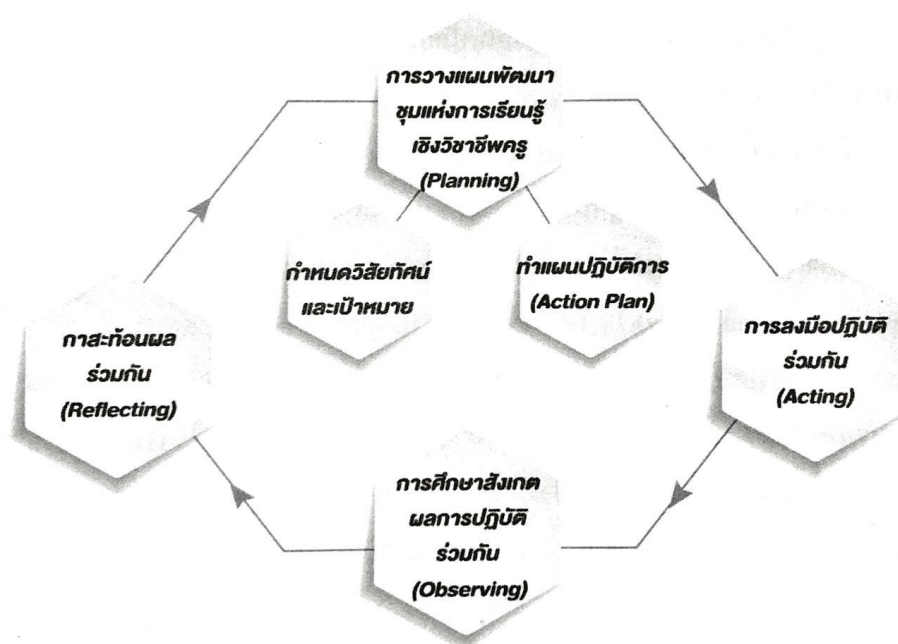 การวางแผนพัฒนา
ชุมแห่งการเรียนรู้
เชิงวิชาชีพครู
(Planning)
กำหนดวิสัยทัศน์
และเป้าหมาย
ทำแผนปฏิบัติการ
(Action Plan)
การลงมือปฏิบัติ
ร่วมกัน
(Acting)
การศึกษาสังเกต
ผลการปฏิบัติ
ร่วมกัน
(Observing)
กาสะท้อนผล
ร่วมกัน
(Reflecting)